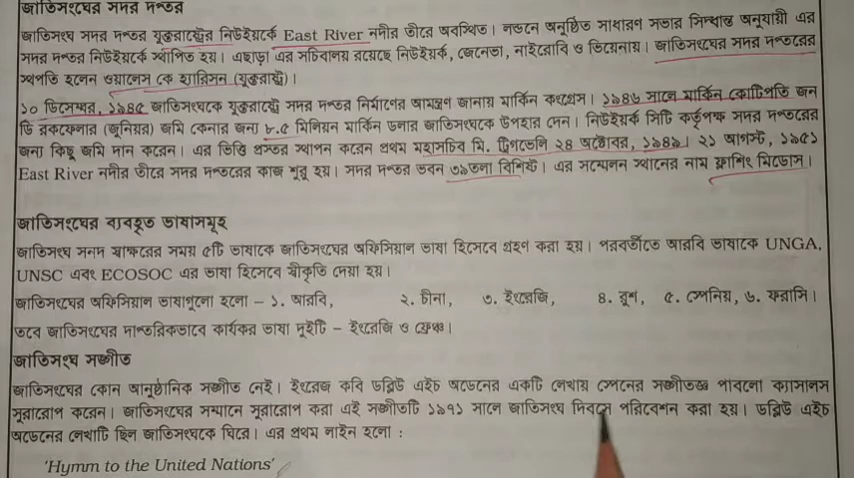 জাতিসংঘের সদর দপ্তর
জাতিসংঘ সদর দপ্তর যুক্তরাষ্ট্রের নিউইয়র্কে East River নদীর তীরে অবস্থিত। লন্ডনে অনুষ্ঠিত সাধারণ সভার সিদ্ধান্ত অনুযায়ী এর
সদর দপ্তর নিউইয়র্কে স্থাপিত হয়। এছাড়া এর সচিবালয় রয়েছে নিউইয়র্ক, জেনেভা, নাইরোবি ও ভিয়েনায়। জাতিসংঘের সদর দপ্তরের
স্থপতি হলেন ওয়ালেস কে হ্যারিসন (যুক্তরাষ্ট্র)।
১০ ডিসেম্বর, ১৯৪৫ জাতিসংঘকে যুক্তরাষ্ট্রে সদর দপ্তর নির্মাণের আমন্ত্রণ জানায় মার্কিন কংগ্রেস। ১৯৪৬ সালে মার্কিন কোটিপতি জন
ডি রকফেলার (জুনিয়র) জমি কেনার জন্য ৮.৫ মিলিয়ন মার্কিন ডলার জাতিসংঘকে উপহার দেন। নিউইয়র্ক সিটি কর্তৃপক্ষ সদর দপ্তরের
জন্য কিছু জমি দান করেন। এর ভিত্তি প্রস্তর স্থাপন করেন প্রথম মহাসচিব মি. ট্রিগভেলি ২৪ অক্টোবর, ১৯৪৯। ২১ আগস্ট, ১৯৫১
East River নদীর তীরে সদর দপ্তরের কাজ শুরু হয়। সদর দপ্তর ভবন ৩৯তলা বিশিষ্ট। এর সম্মেলন স্থানের নাম ফ্লাশিং মিডোস।
জাতিসংঘের ব্যবহৃত ভাষাসমূহ
জাতিসংঘ সনদ স্বাক্ষরের সময় ৫টি ভাষাকে জাতিসংঘের অফিসিয়াল ভাষা হিসেবে গ্রহণ করা হয়। পরবর্তীতে আরবি ভাষাকে UNGA,
UNSC এবং ECOSOC এর ভাষা হিসেবে স্বীকৃতি দেয়া হয়।
জাতিসংঘের অফিসিয়াল ভাষাগুলো হলো – ১. আরবি, ২. চীনা, ৩. ইংরেজি, ৪. রুশ, ৫. স্পেনিয়, ৬. ফরাসি।
তবে জাতিসংঘের দাপ্তরিকভাবে কার্যকর ভাষা দুইটি – ইংরেজি ও ফ্রেঞ্চ।
জাতিসংঘ সঙ্গীত
জাতিসংঘের কোন আনুষ্ঠানিক সঙ্গীত নেই। ইংরেজ কবি ডব্লিউ এইচ অডেনের একটি লেখায় স্পেনের সঙ্গীতজ্ঞ পাবলো ক্যাসালস
সুরারোপ করেন। জাতিসংঘের সম্মানে সুরারোপ করা এই সঙ্গীতটি ১৯৭১ সালে জাতিসংঘ দিবসে পরিবেশন করা হয়। ডব্লিউ এইচ
অডেনের লেখাটি ছিল জাতিসংঘকে ঘিরে। এর প্রথম লাইন হলো :
'Hymm to the United Nations'